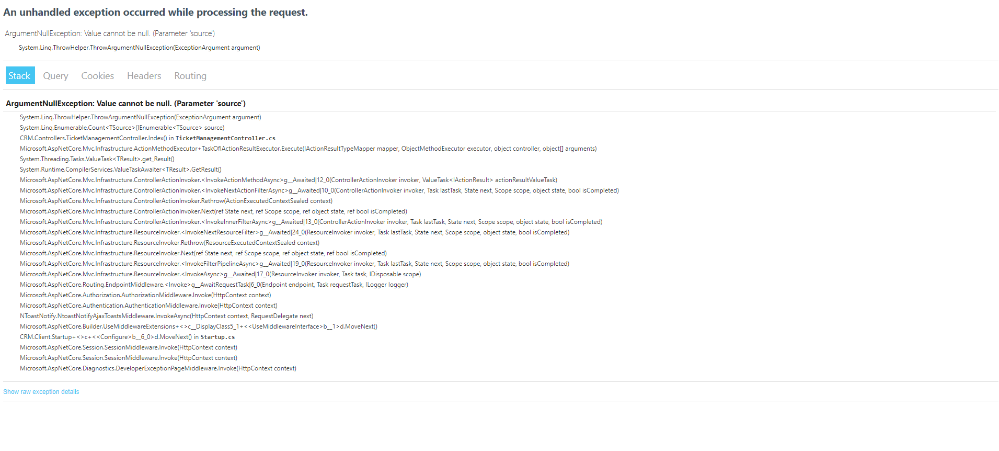 An unhandled exception occurred while processing the request.
ArgumentNullException: Value cannot be null. (Parameter 'source')
System.Linq.ThrowHelper.ThrowArgumentNullException(ExceptionArgument argument)
Stack Query Cookies Headers Routing
ArgumentNullException: Value cannot be null. (Parameter 'source')
System.Linq.ThrowHelper.ThrowArgumentNullException(ExceptionArgument argument)
System.Linq.Enumerable.Count<TSource>(IEnumerable<TSource> source)
CRM.Controllers.TicketManagementController.Index() in TicketManagementController.cs
Microsoft.AspNetCore.Mvc.Infrastructure.ActionMethodExecutor+TaskOfIActionResultExecutor.Execute(IActionResultTypeMapper mapper, ObjectMethodExecutor executor, object controller, object[] arguments)
System.Threading.Tasks.ValueTask<TResult>.get_Result()
System.Runtime.CompilerServices.ValueTaskAwaiter<TResult>.GetResult()
Microsoft.AspNetCore.Mvc.Infrastructure.ControllerActionInvoker.<InvokeActionMethodAsync>g__Awaited|12_0(ControllerActionInvoker invoker, ValueTask<IActionResult> actionResultValueTask)
Microsoft.AspNetCore.Mvc.Infrastructure.ControllerActionInvoker.<InvokeNextActionFilterAsync>g__Awaited|10_0(ControllerActionInvoker invoker, Task lastTask, State next, Scope scope, object state, bool isCompleted)
Microsoft.AspNetCore.Mvc.Infrastructure.ControllerActionInvoker.Rethrow(ActionExecutedContextSealed context)
Microsoft.AspNetCore.Mvc.Infrastructure.ControllerActionInvoker.Next(ref State next, ref Scope scope, ref object state, ref bool isCompleted)
Microsoft.AspNetCore.Mvc.Infrastructure.ControllerActionInvoker.<InvokeInnerFilterAsync>g__Awaited|13_0(ControllerActionInvoker invoker, Task lastTask, State next, Scope scope, object state, bool isCompleted)
Microsoft.AspNetCore.Mvc.Infrastructure.ResourceInvoker.<InvokeNextResourceFilter>g__Awaited|24_0(ResourceInvoker invoker, Task lastTask, State next, Scope scope, object state, bool isCompleted)
Microsoft.AspNetCore.Mvc.Infrastructure.ResourceInvoker.Rethrow(ResourceExecutedContextSealed context)
Microsoft.AspNetCore.Mvc.Infrastructure.ResourceInvoker.Next(ref State next, ref Scope scope, ref object state, ref bool isCompleted)
Microsoft.AspNetCore.Mvc.Infrastructure.ResourceInvoker.<InvokeFilterPipelineAsync>g__Awaited|19_0(ResourceInvoker invoker, Task lastTask, State next, Scope scope, object state, bool isCompleted)
Microsoft.AspNetCore.Mvc.Infrastructure.ResourceInvoker.<InvokeAsync>g__Awaited|17_0(ResourceInvoker invoker, Task task, IDisposable scope)
Microsoft.AspNetCore.Routing.EndpointMiddleware.<Invoke>g__AwaitRequestTask|6_0(Endpoint endpoint, Task requestTask, ILogger logger)
Microsoft.AspNetCore.Authorization.AuthorizationMiddleware.Invoke(HttpContext context)
Microsoft.AspNetCore.Authentication.AuthenticationMiddleware.Invoke(HttpContext context)
NToastNotify.NtoastNotifyAjaxToastsMiddleware.InvokeAsync(HttpContext context, RequestDelegate next)
Microsoft.AspNetCore.Builder.UseMiddlewareExtensions+<>c__DisplayClass5_1+<<UseMiddlewareInterface>b__1>d.MoveNext()
CRM.Client.Startup+<>c+<<Configure>b__6_0>d.MoveNext() in Startup.cs
Microsoft.AspNetCore.Session.SessionMiddleware.Invoke(HttpContext context)
Microsoft.AspNetCore.Session.SessionMiddleware.Invoke(HttpContext context)
Microsoft.AspNetCore.Diagnostics.DeveloperExceptionPageMiddleware.Invoke(HttpContext context)
Show raw exception details